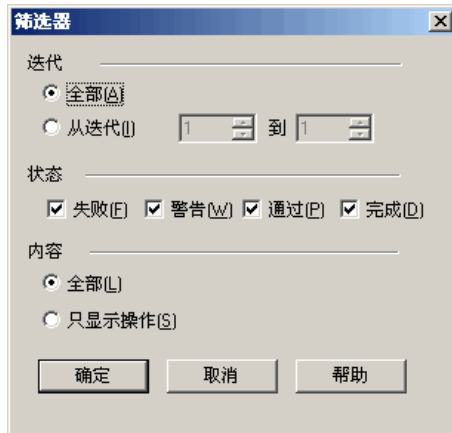 筛选器
迭代
全部(A)
从迭代(I) 1 到 1
状态
失败(F) 警告(W) 通过(P) 完成(D)
内容
全部(L)
只显示操作(S)
确定 取消 帮助